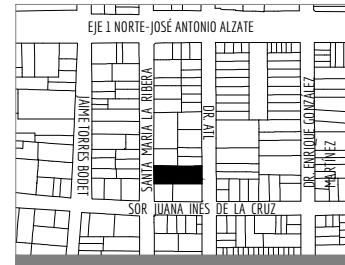 EJE 1 NORTE-JOSÉ ANTONIO ALZATE
JAIME TORRES BODET
SANTA MARIA LA RIBERA
DR. ATL
DR. ENRIQUE GONZÁLEZ
MARTÍNEZ
SOR JUANA INÉS DE LA CRUZ